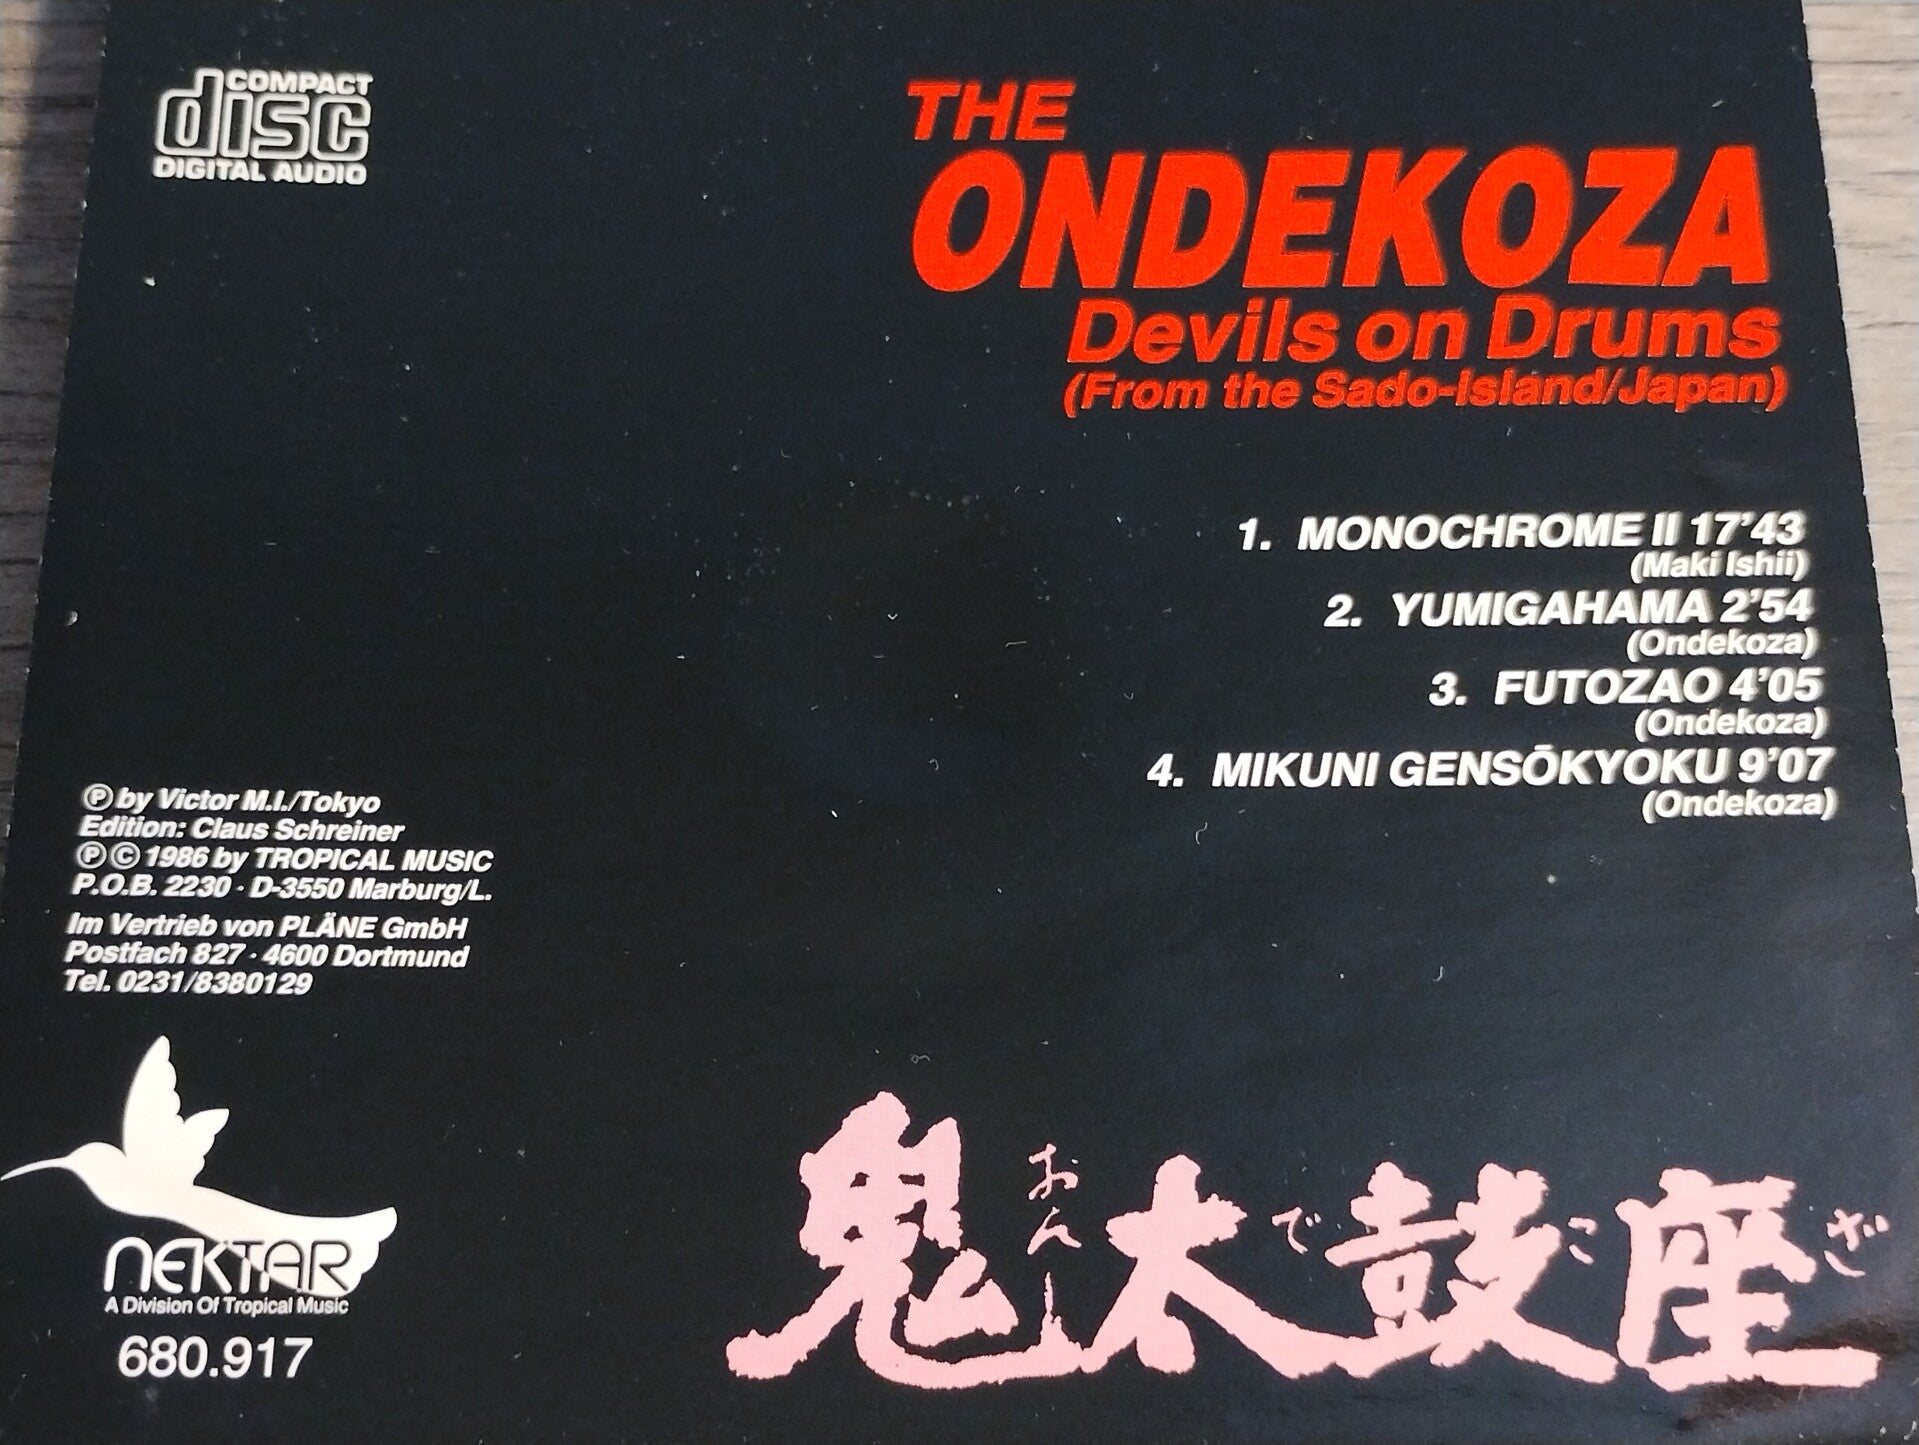 COMPACT
disc
DIGITAL AUDIO
THE
ONDEKOZA
Devils on Drums
(From the Sado-Island/Japan)
1. MONOCHROME II 17'43
(Maki Ishii)
2. YUMIGAHAMA 2'54
(Ondekoza)
3. FUTOZAO 4'05
(Ondekoza)
4. MIKUNI GENSŌKYOKU 9'07
(Ondekoza)
Ⓟ by Victor M.I./Tokyo
Edition: Claus Schreiner
Ⓟ © 1986 by TROPICAL MUSIC
P.O.B. 2230 · D-3550 Marburg/L.
Im Vertrieb von PLÄNE GmbH
Postfach 827 · 4600 Dortmund
Tel. 0231/8380129
NEKTAR
A Division Of Tropical Music
680.917
鬼おん太で鼓こ座ざ